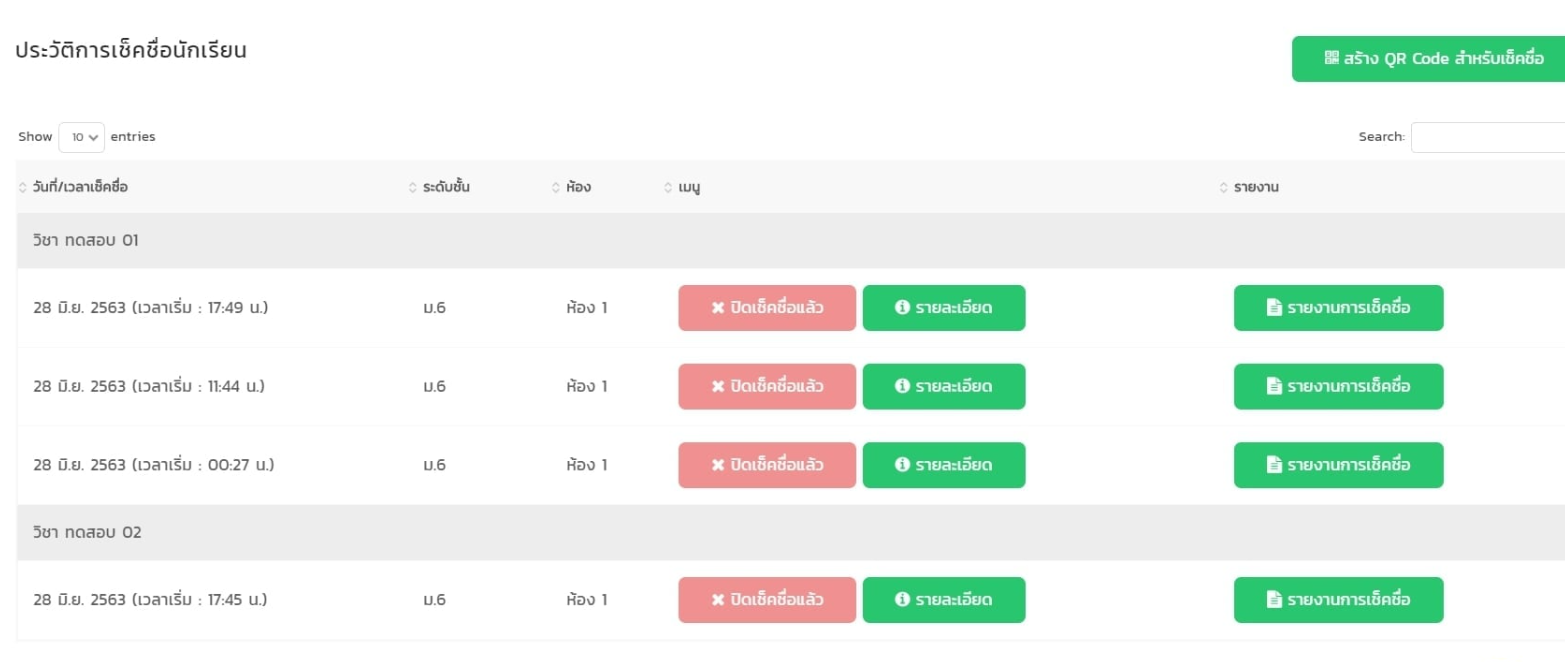 ประวัติการเช็คชื่อนักเรียน
สร้าง QR Code สำหรับเช็คชื่อ
Show 10 entries
Search:
วันที่/เวลาเช็คชื่อ ระดับชั้น ห้อง เมนู รายงาน
วิชา ทดสอบ 01
28 มิ.ย. 2563 (เวลาเริ่ม : 17:49 น.) ม.6 ห้อง 1 ปิดเช็คชื่อแล้ว รายละเอียด รายงานการเช็คชื่อ
28 มิ.ย. 2563 (เวลาเริ่ม : 11:44 น.) ม.6 ห้อง 1 ปิดเช็คชื่อแล้ว รายละเอียด รายงานการเช็คชื่อ
28 มิ.ย. 2563 (เวลาเริ่ม : 00:27 น.) ม.6 ห้อง 1 ปิดเช็คชื่อแล้ว รายละเอียด รายงานการเช็คชื่อ
วิชา ทดสอบ 02
28 มิ.ย. 2563 (เวลาเริ่ม : 17:45 น.) ม.6 ห้อง 1 ปิดเช็คชื่อแล้ว รายละเอียด รายงานการเช็คชื่อ